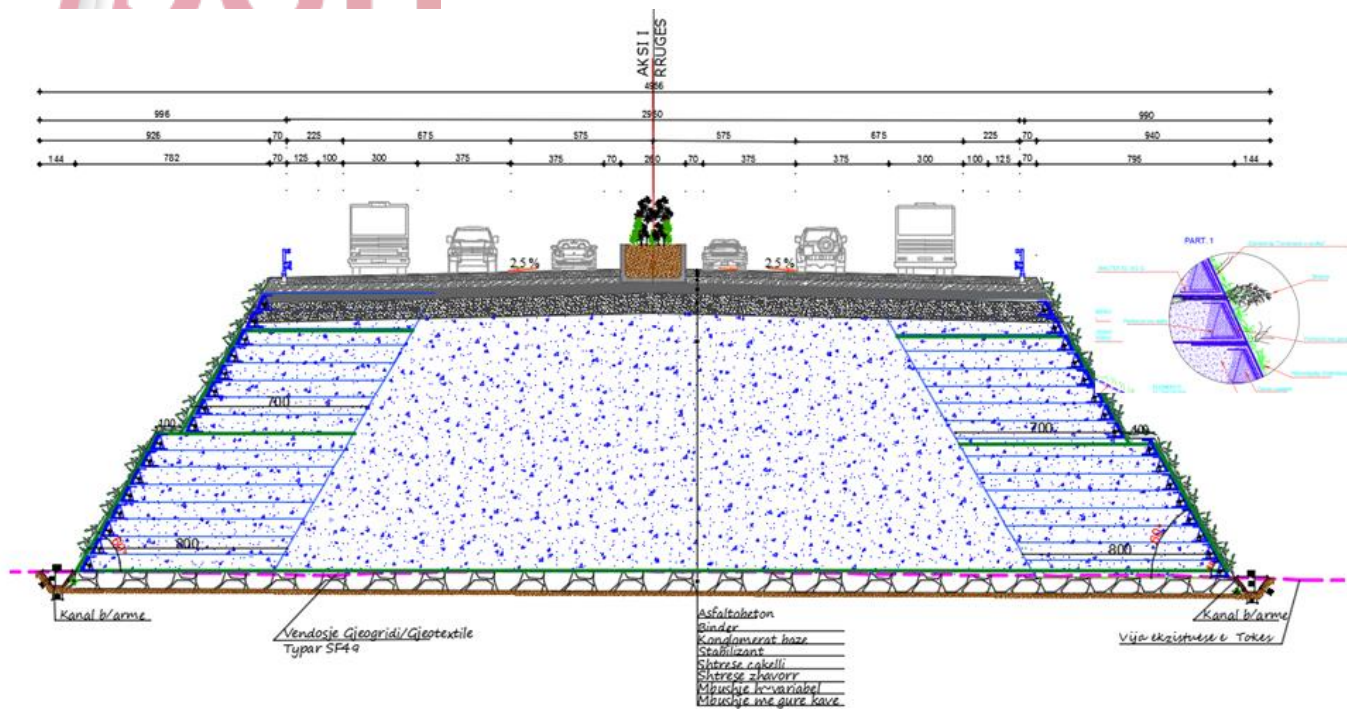 AKSI I
RRUGES
4956
996 2950 990
926 70 225 675 575 575 675 225 70 940
144 782 70 125 100 300 375 375 70 260 70 375 375 300 100 125 70 795 144
2.5% 2.5%
PART. 1
700
100
700
100
800
60°
800
60°
Kanal b/arme
Vendosje Gjeogridi/Gjeotextile
Typar SF49
Asfaltobeton
Binder
Konglomerat baze
Stabilizant
Shtrese cakelli
Shtrese zhavorr
Mbushje h~variabel
Mbushje me gure kave
Kanal b/arme
Vija ekzistuese e Tokes